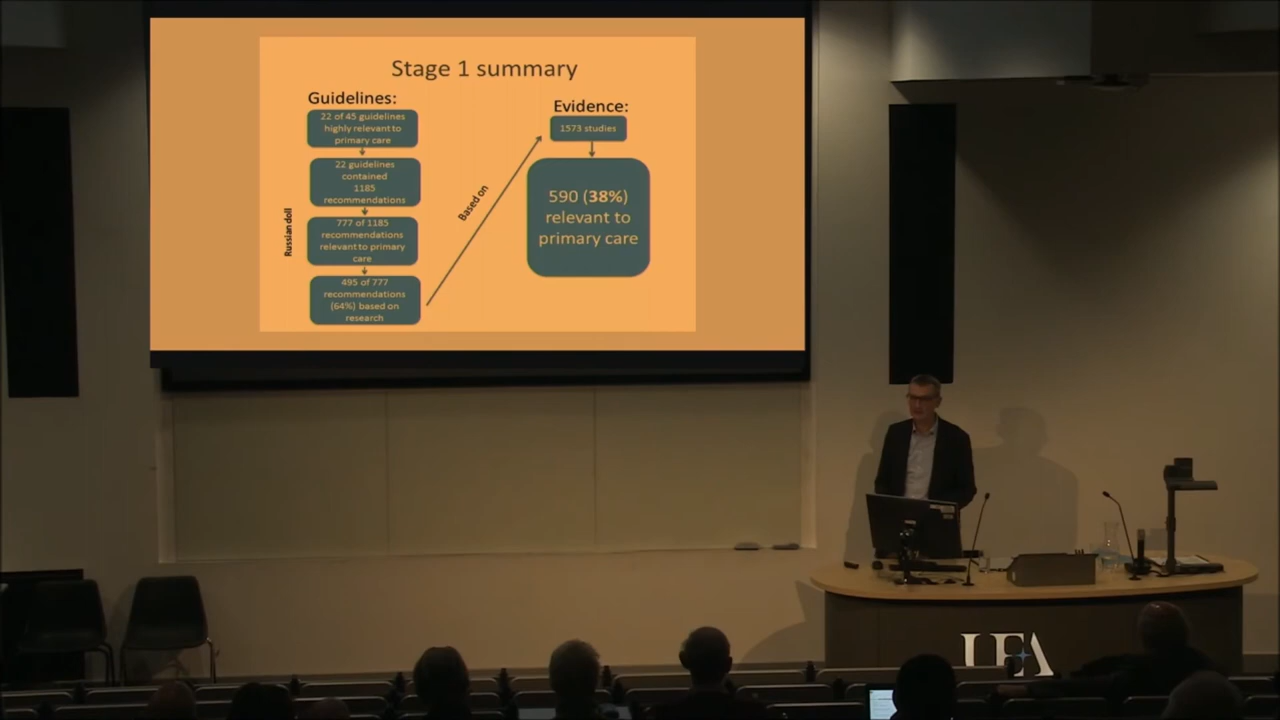 Stage 1 summary
Guidelines:
22 of 45 guidelines
highly relevant to
primary care
22 guidelines
contained
1185
recommendations
777 of 1185
recommendations
relevant to primary
care
495 of 777
recommendations
(64%) based on
research
Russian doll
Based on
Evidence:
1573 studies
590 (38%)
relevant to
primary care
UEA